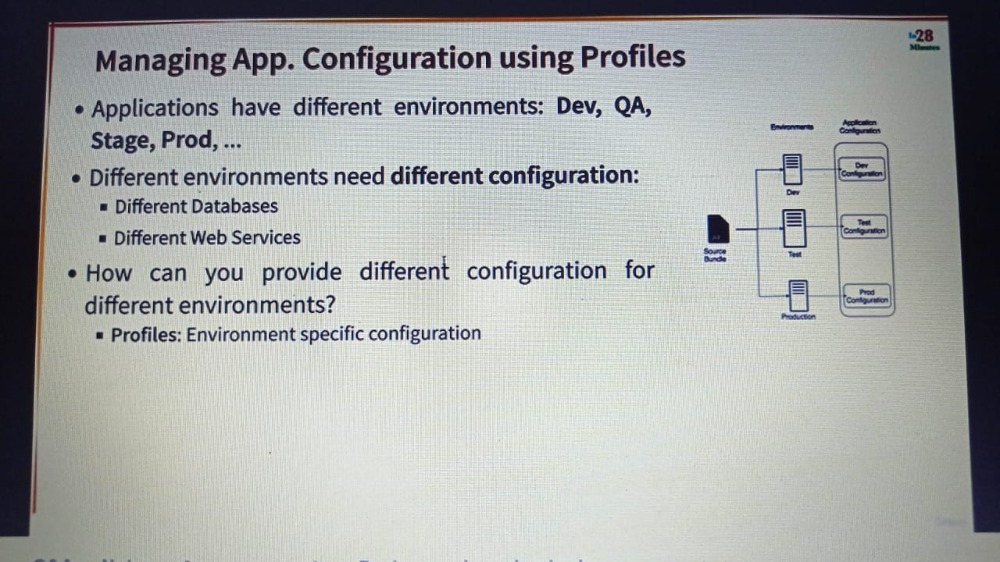 Managing App. Configuration using Profiles
in28
Minutes
• Applications have different environments: Dev, QA,
Stage, Prod, ...
• Different environments need different configuration:
▪ Different Databases
▪ Different Web Services
• How can you provide different configuration for
different environments?
▪ Profiles: Environment specific configuration
Environments
Application
Configuration
Dev
Configuration
Dev
Source
Bundle
Test
Configuration
Test
Prod
Configuration
Production